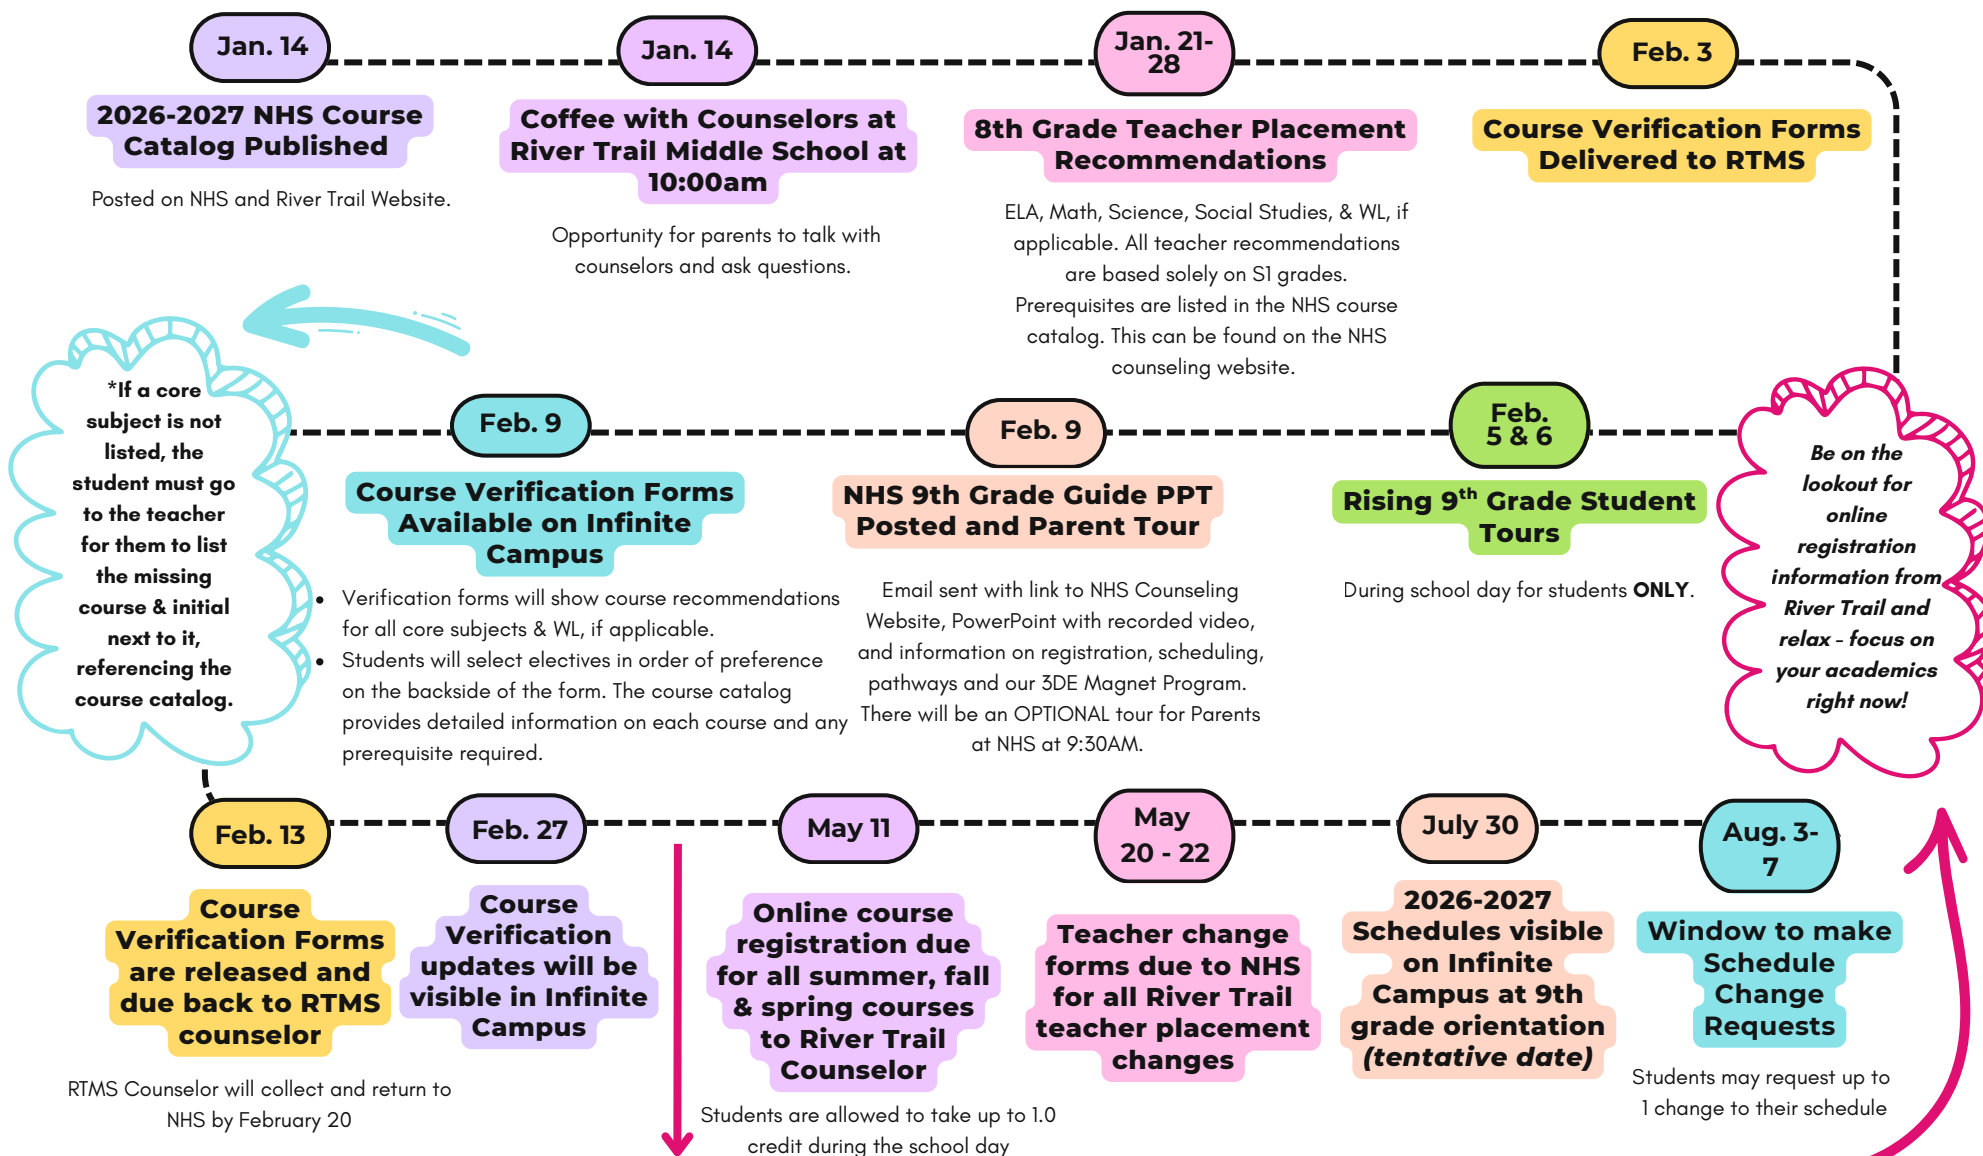 Jan. 14
2026-2027 NHS Course
Catalog Published
Posted on NHS and River Trail Website.
Jan. 14
Coffee with Counselors at
River Trail Middle School at
10:00am
Opportunity for parents to talk with
counselors and ask questions.
Jan. 21-
28
8th Grade Teacher Placement
Recommendations
ELA, Math, Science, Social Studies, & WL, if
applicable. All teacher recommendations
are based solely on S1 grades.
Prerequisites are listed in the NHS course
catalog. This can be found on the NHS
counseling website.
Feb. 3
Course Verification Forms
Delivered to RTMS
*If a core
subject is not
listed, the
student must go
to the teacher
for them to list
the missing
course & initial
next to it,
referencing the
course catalog.
Feb. 9
Course Verification Forms
Available on Infinite
Campus
• Verification forms will show course recommendations
for all core subjects & WL, if applicable.
• Students will select electives in order of preference
on the backside of the form. The course catalog
provides detailed information on each course and any
prerequisite required.
Feb. 9
NHS 9th Grade Guide PPT
Posted and Parent Tour
Email sent with link to NHS Counseling
Website, PowerPoint with recorded video,
and information on registration, scheduling,
pathways and our 3DE Magnet Program.
There will be an OPTIONAL tour for Parents
at NHS at 9:30AM.
Feb.
5 & 6
Rising 9th Grade Student
Tours
During school day for students ONLY.
Be on the
lookout for
online
registration
information from
River Trail and
relax - focus on
your academics
right now!
Feb. 13
Course
Verification Forms
are released and
due back to RTMS
counselor
RTMS Counselor will collect and return to
NHS by February 20
Feb. 27
Course
Verification
updates will be
visible in Infinite
Campus
May 11
Online course
registration due
for all summer, fall
& spring courses
to River Trail
Counselor
Students are allowed to take up to 1.0
credit during the school day
May
20 - 22
Teacher change
forms due to NHS
for all River Trail
teacher placement
changes
July 30
2026-2027
Schedules visible
on Infinite
Campus at 9th
grade orientation
(tentative date)
Aug. 3-
7
Window to make
Schedule
Change
Requests
Students may request up to
1 change to their schedule